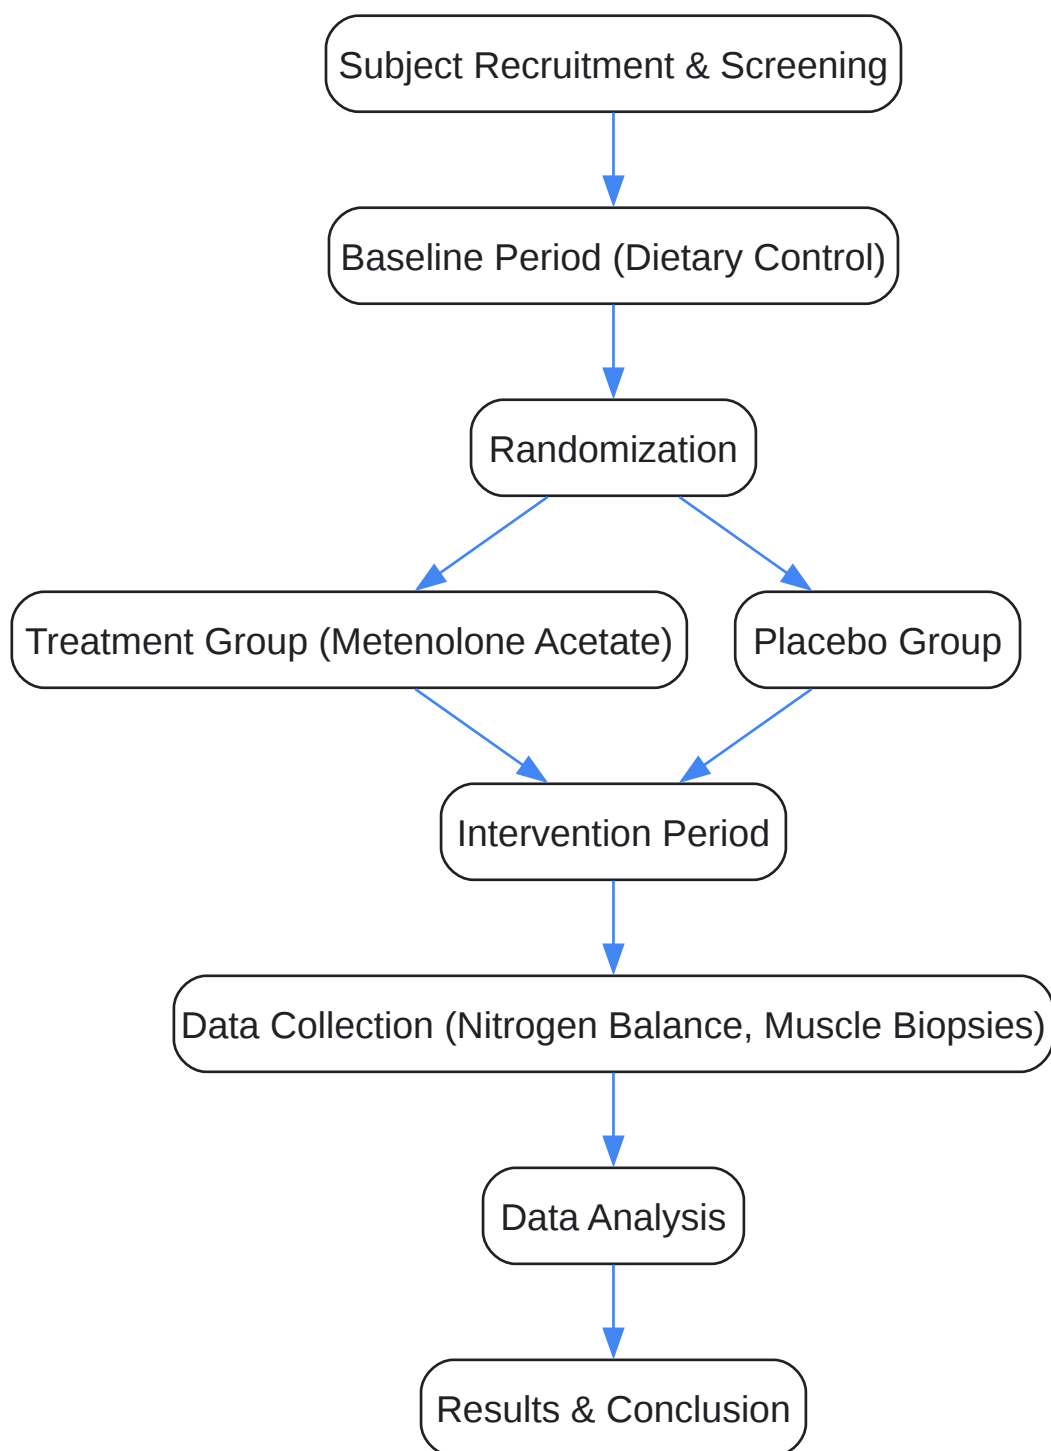 Subject Recruitment & Screening
Baseline Period (Dietary Control)
Randomization
Treatment Group (Metenolone Acetate)
Placebo Group
Intervention Period
Data Collection (Nitrogen Balance, Muscle Biopsies)
Data Analysis
Results & Conclusion